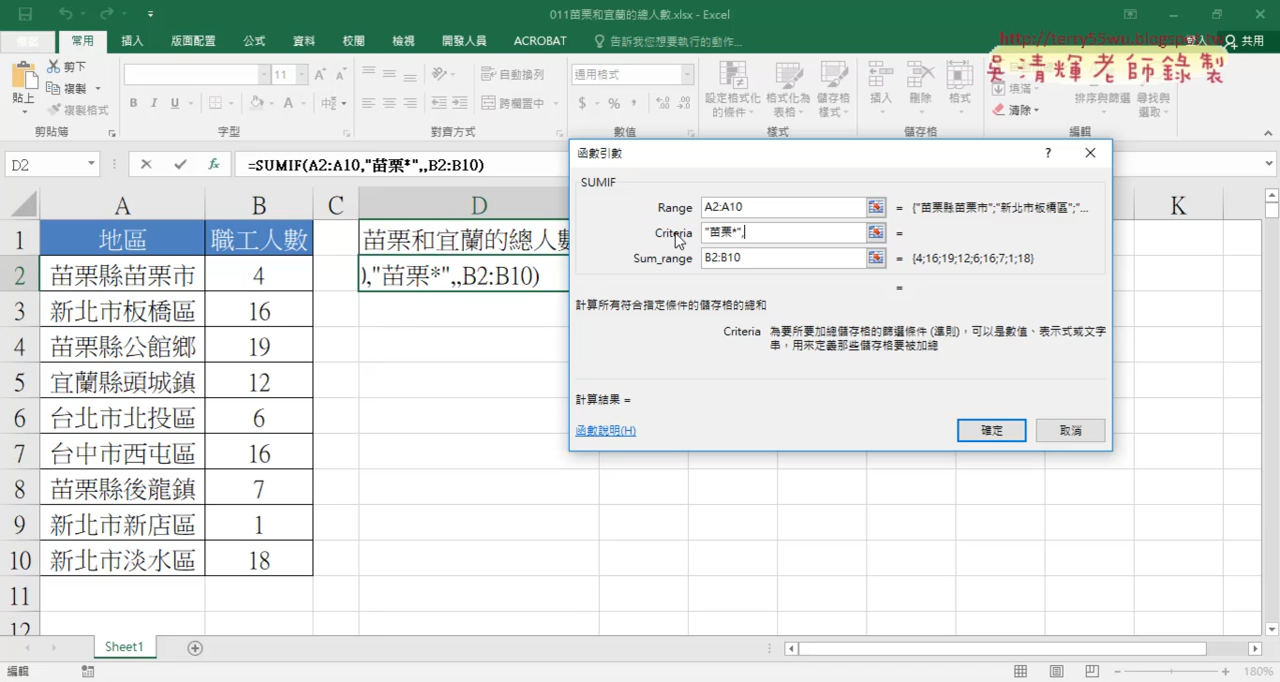 011苗栗和宜蘭的總人數.xlsx - Excel
http://terry55wu.blogspot.tw
吳清輝老師錄製
檔案 常用 插入 版面配置 公式 資料 校閱 檢視 開發人員 ACROBAT 告訴我您想要執行的動作... 登入 共用
貼上 剪下 複製 複製格式 剪貼簿
11 A A B I U A 中 字型
自動換列 跨欄置中 對齊方式
通用格式 $ % , 數值
設定格式化的條件 格式化為表格 儲存格樣式 樣式
插入 刪除 格式 儲存格
填滿 清除 排序與篩選 尋找與選取 編輯
D2 fx =SUMIF(A2:A10,"苗栗*",,B2:B10)
A B C D K
1 地區 職工人數 苗栗和宜蘭的總人數
2 苗栗縣苗栗市 4 ),"苗栗*",,B2:B10)
3 新北市板橋區 16
4 苗栗縣公館鄉 19
5 宜蘭縣頭城鎮 12
6 台北市北投區 6
7 台中市西屯區 16
8 苗栗縣後龍鎮 7
9 新北市新店區 1
10 新北市淡水區 18
11
12
函數引數 ?
SUMIF
Range A2:A10 = {"苗栗縣苗栗市";"新北市板橋區";"...
Criteria "苗栗*", =
Sum_range B2:B10 = {4;16;19;12;6;16;7;1;18}
=
計算所有符合指定條件的儲存格的總和
Criteria 為要所要加總儲存格的篩選條件 (準則)，可以是數值、表示式或文字
串，用來定義那些儲存格要被加總
計算結果 =
函數說明(H) 確定 取消
Sheet1
編輯 180%